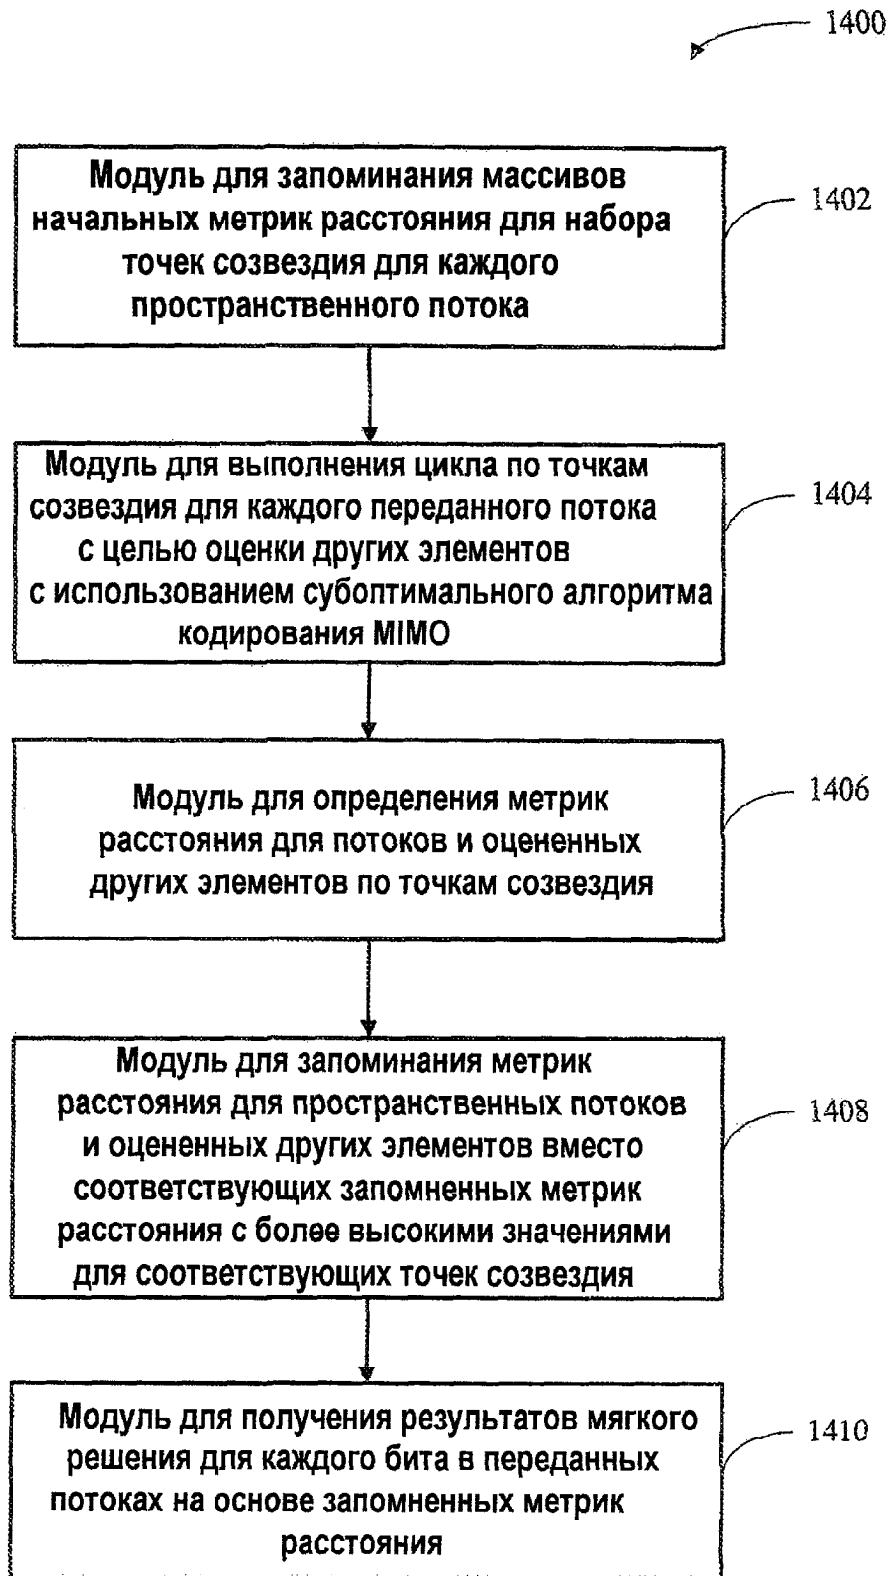 1400
Модуль для запоминания массивов
начальных метрик расстояния для набора
точек созвездия для каждого
пространственного потока
1402
Модуль для выполнения цикла по точкам
созвездия для каждого переданного потока
с целью оценки других элементов
с использованием субоптимального алгоритма
кодирования MIMO
1404
Модуль для определения метрик
расстояния для потоков и оцененных
других элементов по точкам созвездия
1406
Модуль для запоминания метрик
расстояния для пространственных потоков
и оцененных других элементов вместо
соответствующих запомненных метрик
расстояния с более высокими значениями
для соответствующих точек созвездия
1408
Модуль для получения результатов мягкого
решения для каждого бита в переданных
потоках на основе запомненных метрик
расстояния
1410